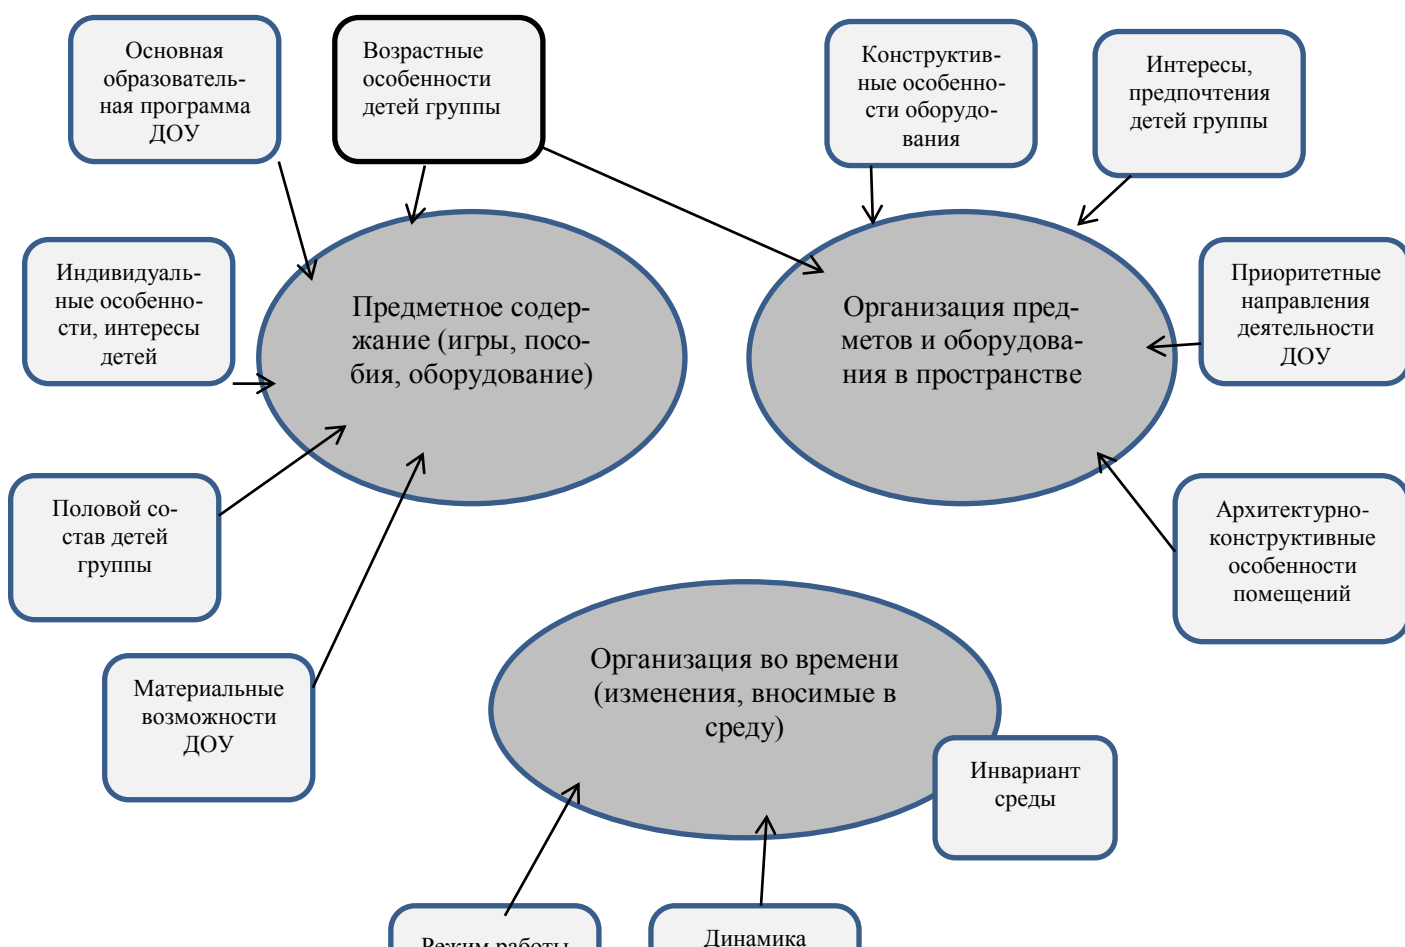 Основная
образователь-
ная программа
ДОУ
Возрастные
особенности
детей группы
Конструктив-
ные особенно-
сти оборудо-
вания
Интересы,
предпочтения
детей группы
Индивидуаль-
ные особенно-
сти, интересы
детей
Предметное содер-
жание (игры, посо-
бия, оборудование)
Организация пред-
метов и оборудова-
ния в пространстве
Приоритетные
направления
деятельности
ДОУ
Половой со-
став детей
группы
Архитектурно-
конструктивные
особенности
помещений
Материальные
возможности
ДОУ
Организация во времени
(изменения, вносимые в
среду)
Инвариант
среды
Режим работы
Динамика